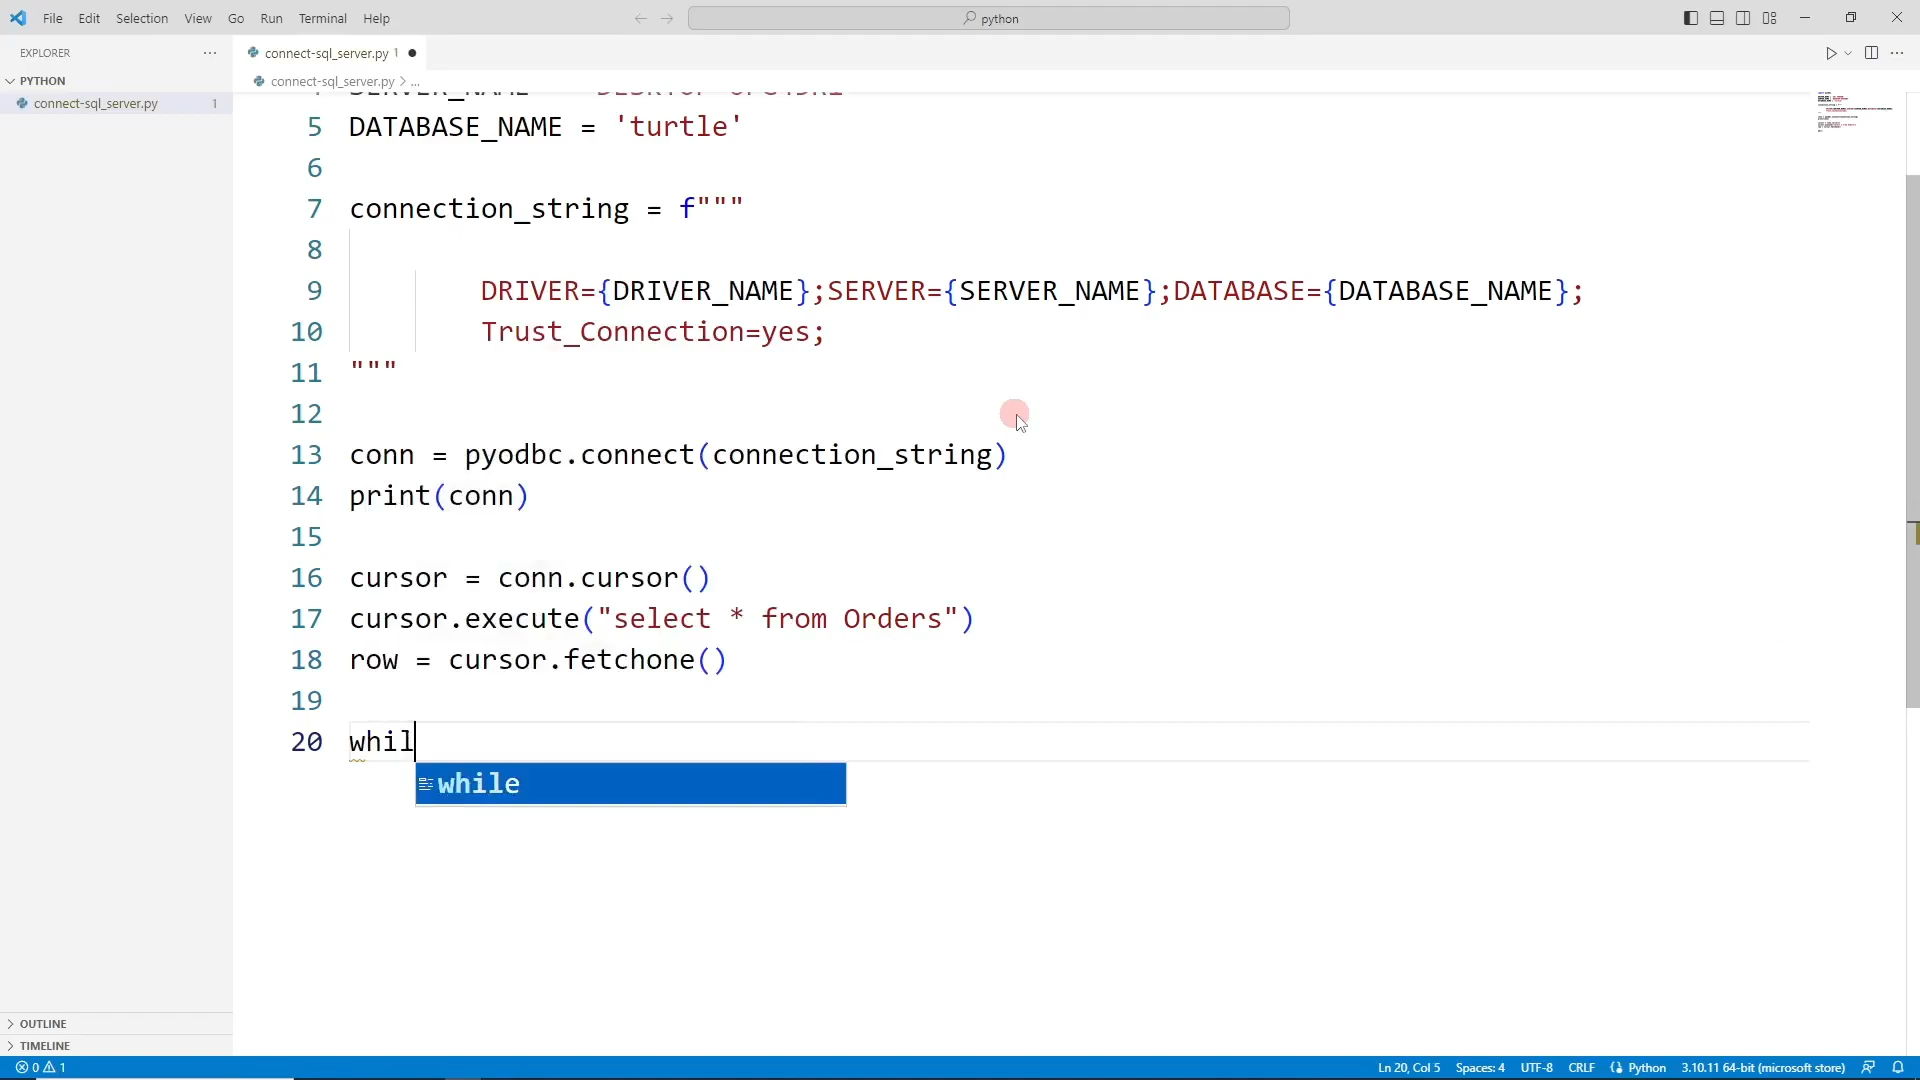 File Edit Selection View Go Run Terminal Help
python
EXPLORER
connect-sql_server.py 1
PYTHON
connect-sql_server.py > ...
connect-sql_server.py 1
5 DATABASE_NAME = 'turtle'
6
7 connection_string = f"""
8
9 DRIVER={DRIVER_NAME};SERVER={SERVER_NAME};DATABASE={DATABASE_NAME};
10 Trust_Connection=yes;
11 """
12
13 conn = pyodbc.connect(connection_string)
14 print(conn)
15
16 cursor = conn.cursor()
17 cursor.execute("select * from Orders")
18 row = cursor.fetchone()
19
20 whil
while
OUTLINE
TIMELINE
0 1
Ln 20, Col 5 Spaces: 4 UTF-8 CRLF Python 3.10.11 64-bit (microsoft store)